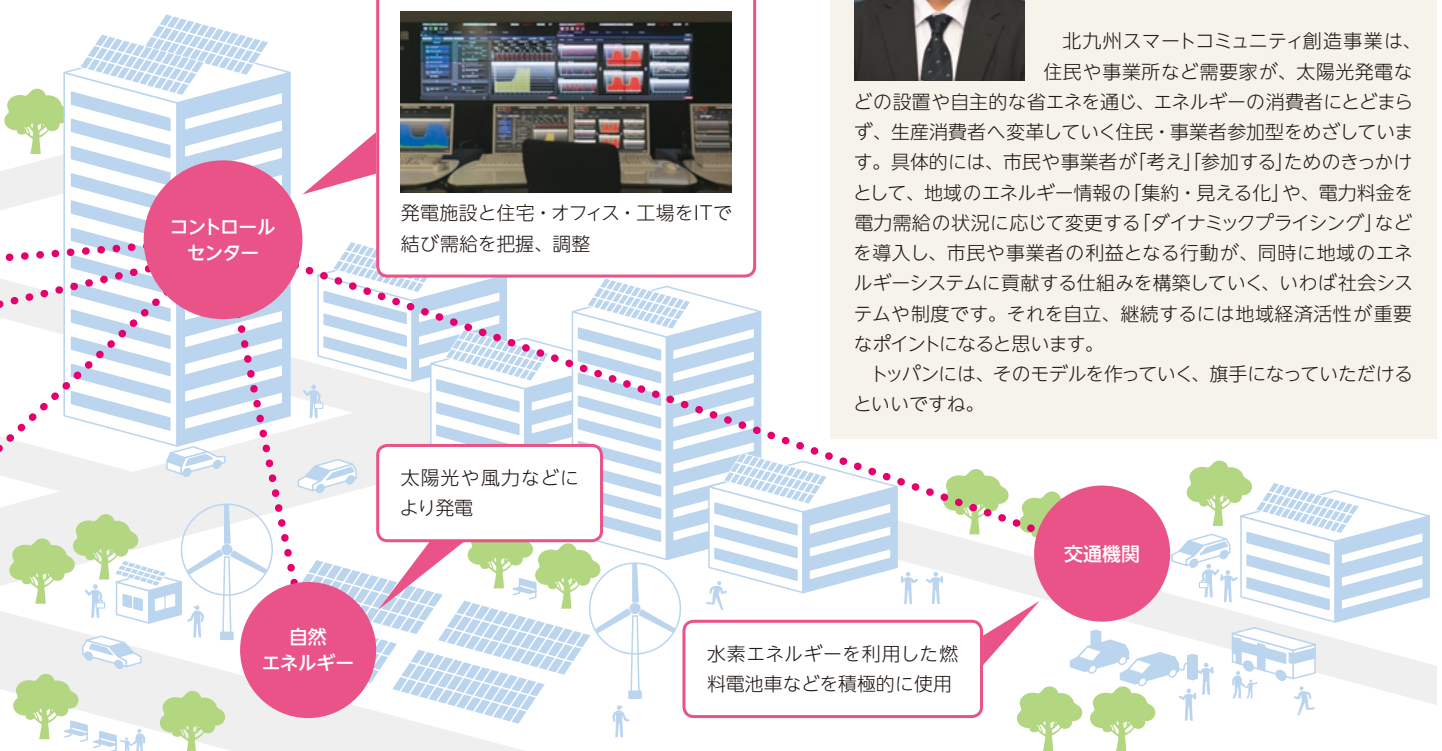 コントロール
センター
発電施設と住宅・オフィス・工場をITで
結び需給を把握、調整
北九州スマートコミュニティ創造事業は、
住民や事業所など需要家が、太陽光発電な
どの設置や自主的な省エネを通じ、エネルギーの消費者にとどまら
ず、生産消費者へ変革していく住民・事業者参加型をめざしていま
す。具体的には、市民や事業者が「考え」「参加する」ためのきっかけ
として、地域のエネルギー情報の「集約・見える化」や、電力料金を
電力需給の状況に応じて変更する「ダイナミックプライシング」など
を導入し、市民や事業者の利益となる行動が、同時に地域のエネ
ルギーシステムに貢献する仕組みを構築していく、いわば社会シス
テムや制度です。それを自立、継続するには地域経済活性が重要
なポイントになると思います。
トッパンには、そのモデルを作っていく、旗手になっていただける
といいですね。
太陽光や風力などに
より発電
自然
エネルギー
交通機関
水素エネルギーを利用した燃
料電池車などを積極的に使用